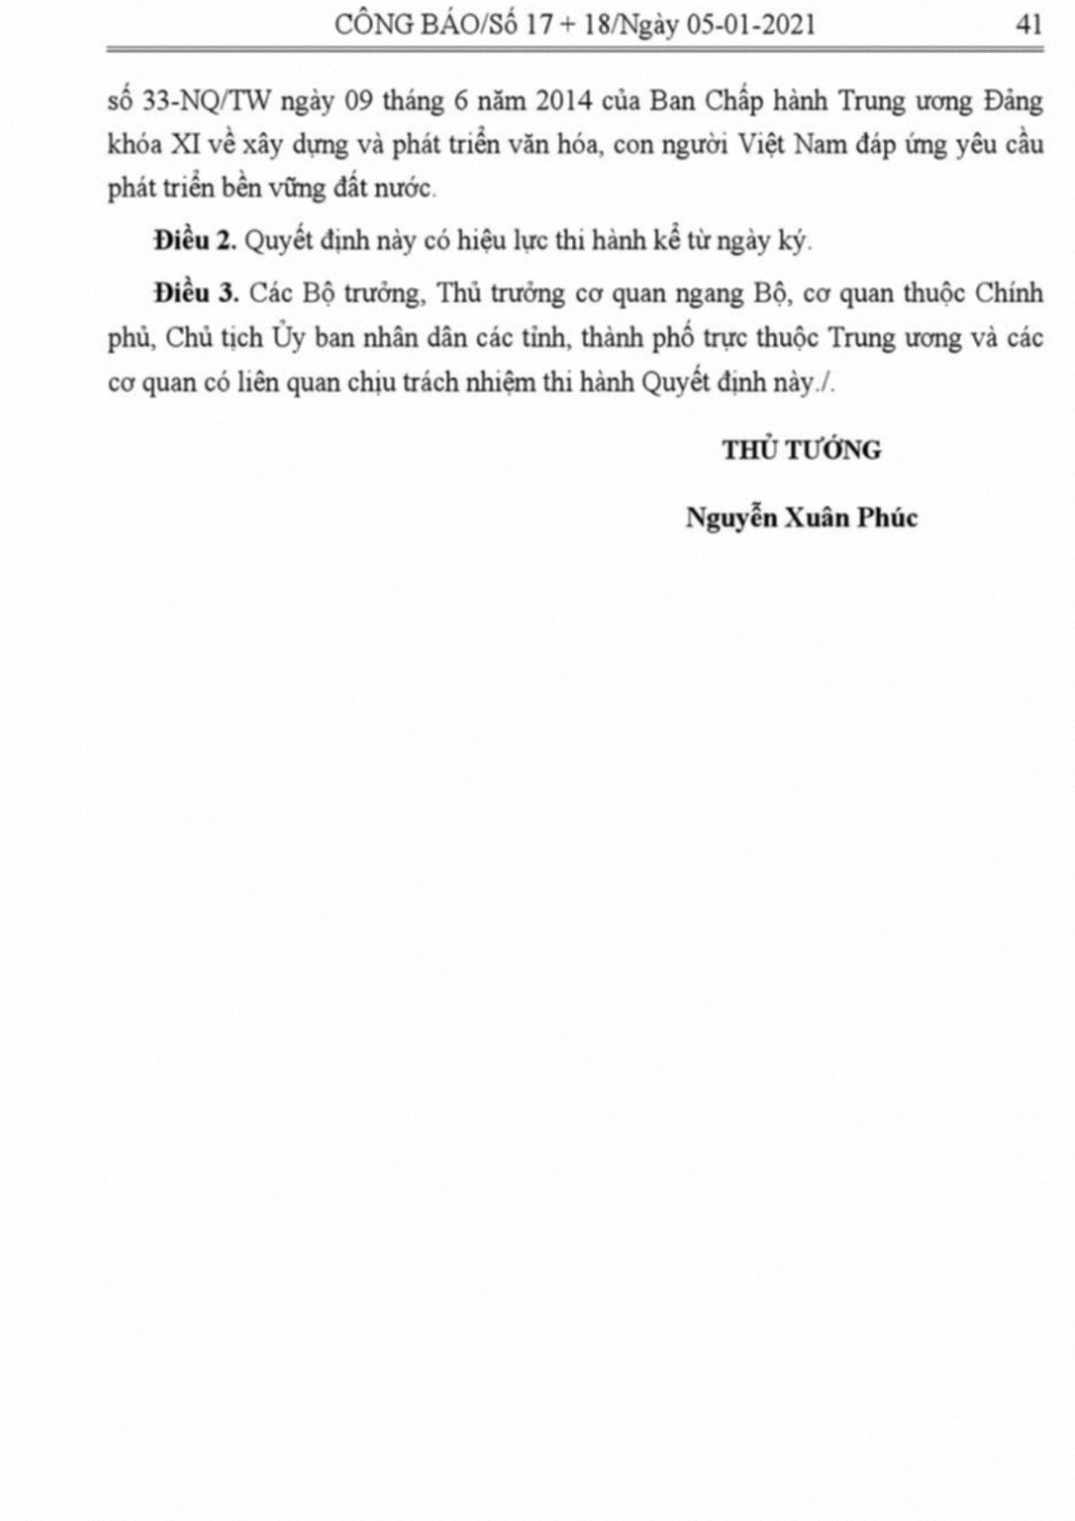 CÔNG BÁO/Số 17 + 18/Ngày 05-01-2021 41
số 33-NQ/TW ngày 09 tháng 6 năm 2014 của Ban Chấp hành Trung ương Đảng
khóa XI về xây dựng và phát triển văn hóa, con người Việt Nam đáp ứng yêu cầu
phát triển bền vững đất nước.
Điều 2. Quyết định này có hiệu lực thi hành kể từ ngày ký.
Điều 3. Các Bộ trưởng, Thủ trưởng cơ quan ngang Bộ, cơ quan thuộc Chính
phủ, Chủ tịch Ủy ban nhân dân các tỉnh, thành phố trực thuộc Trung ương và các
cơ quan có liên quan chịu trách nhiệm thi hành Quyết định này./.
THỦ TƯỚNG
Nguyễn Xuân Phúc